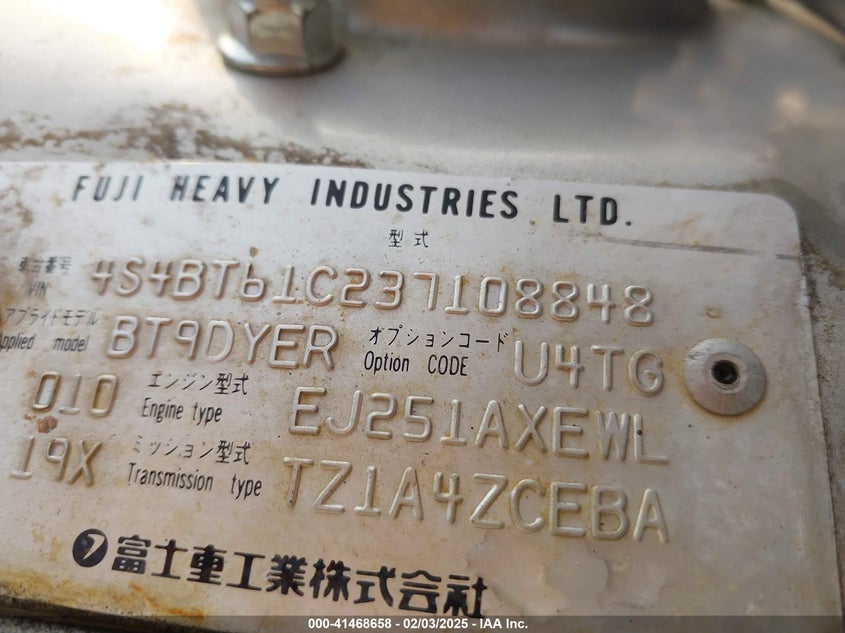 FUJI HEAVY INDUSTRIES LTD.
型式
車台番号
VIN 4S4BT61C237108848
アプライドモデル
Applied model BT9DYER オプションコード Option CODE U4TG
010 エンジン型式 Engine type EJ251AXEWL
19X ミッション型式 Transmission type TZ1A4ZCEBA
富士重工業株式会社
000-41468658 - 02/03/2025 - IAA Inc.